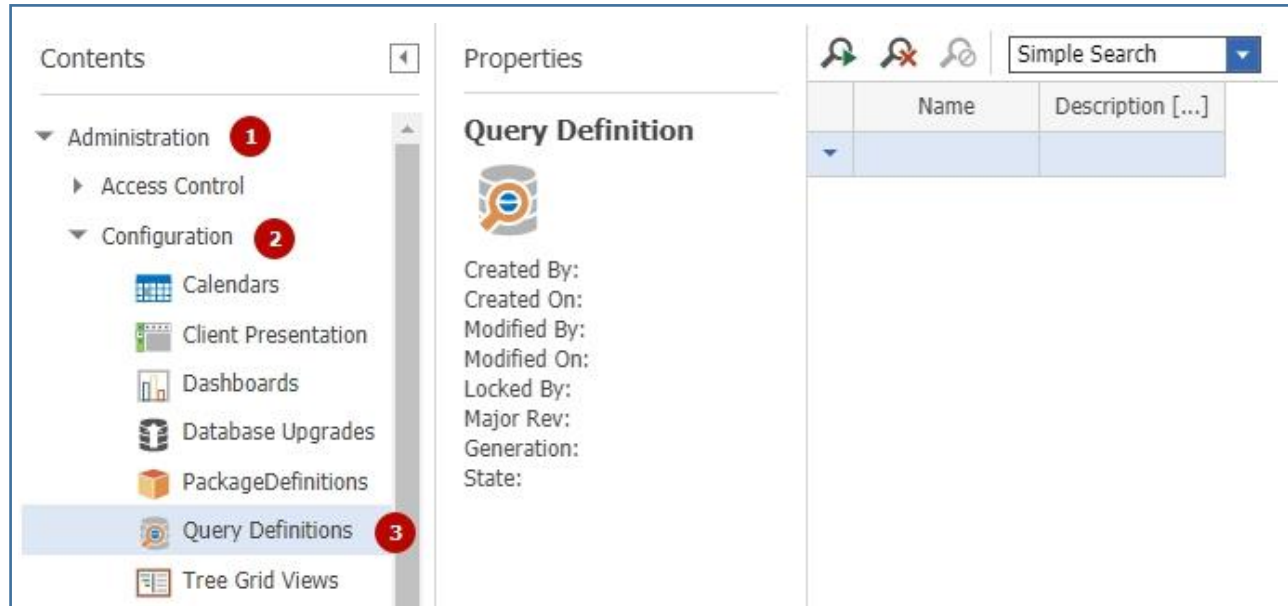 Contents
Administration 1
Access Control
Configuration 2
Calendars
Client Presentation
Dashboards
Database Upgrades
PackageDefinitions
Query Definitions 3
Tree Grid Views
Properties
Query Definition
Created By:
Created On:
Modified By:
Modified On:
Locked By:
Major Rev:
Generation:
State:
Simple Search
Name Description [...]